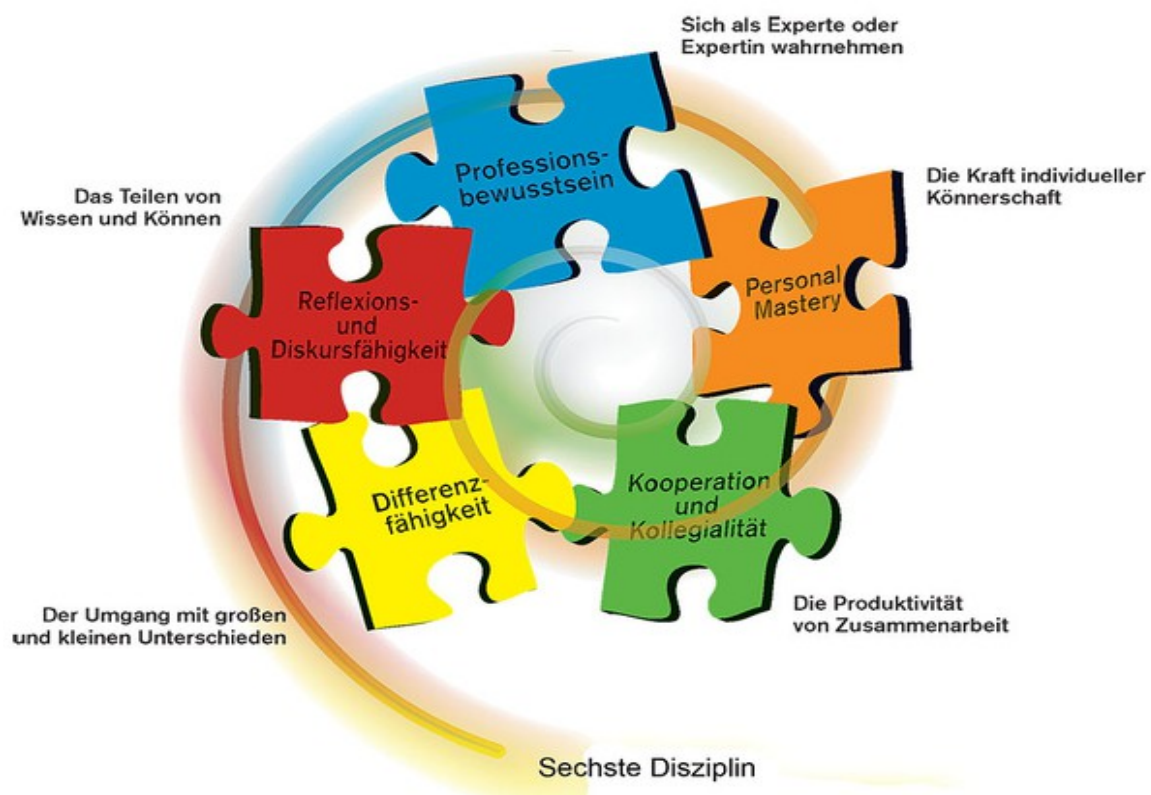 Sich als Experte oder
Expertin wahrnehmen
Professions-
bewusstsein
Die Kraft individueller
Könnerschaft
Personal
Mastery
Das Teilen von
Wissen und Können
Reflexions-
und
Diskursfähigkeit
Differenz-
fähigkeit
Kooperation
und
Kollegialität
Der Umgang mit großen
und kleinen Unterschieden
Die Produktivität
von Zusammenarbeit
Sechste Disziplin